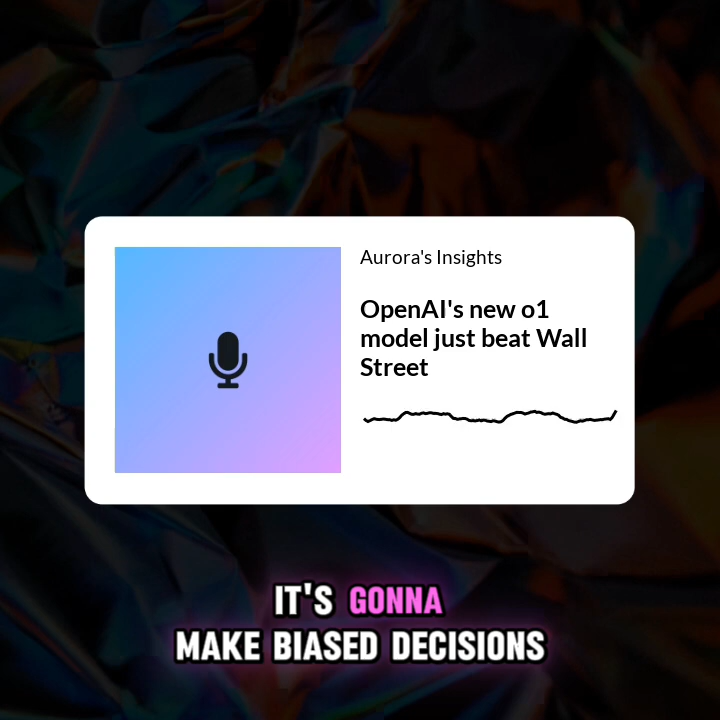 Aurora's Insights
OpenAI's new o1
model just beat Wall
Street
IT'S GONNA
MAKE BIASED DECISIONS